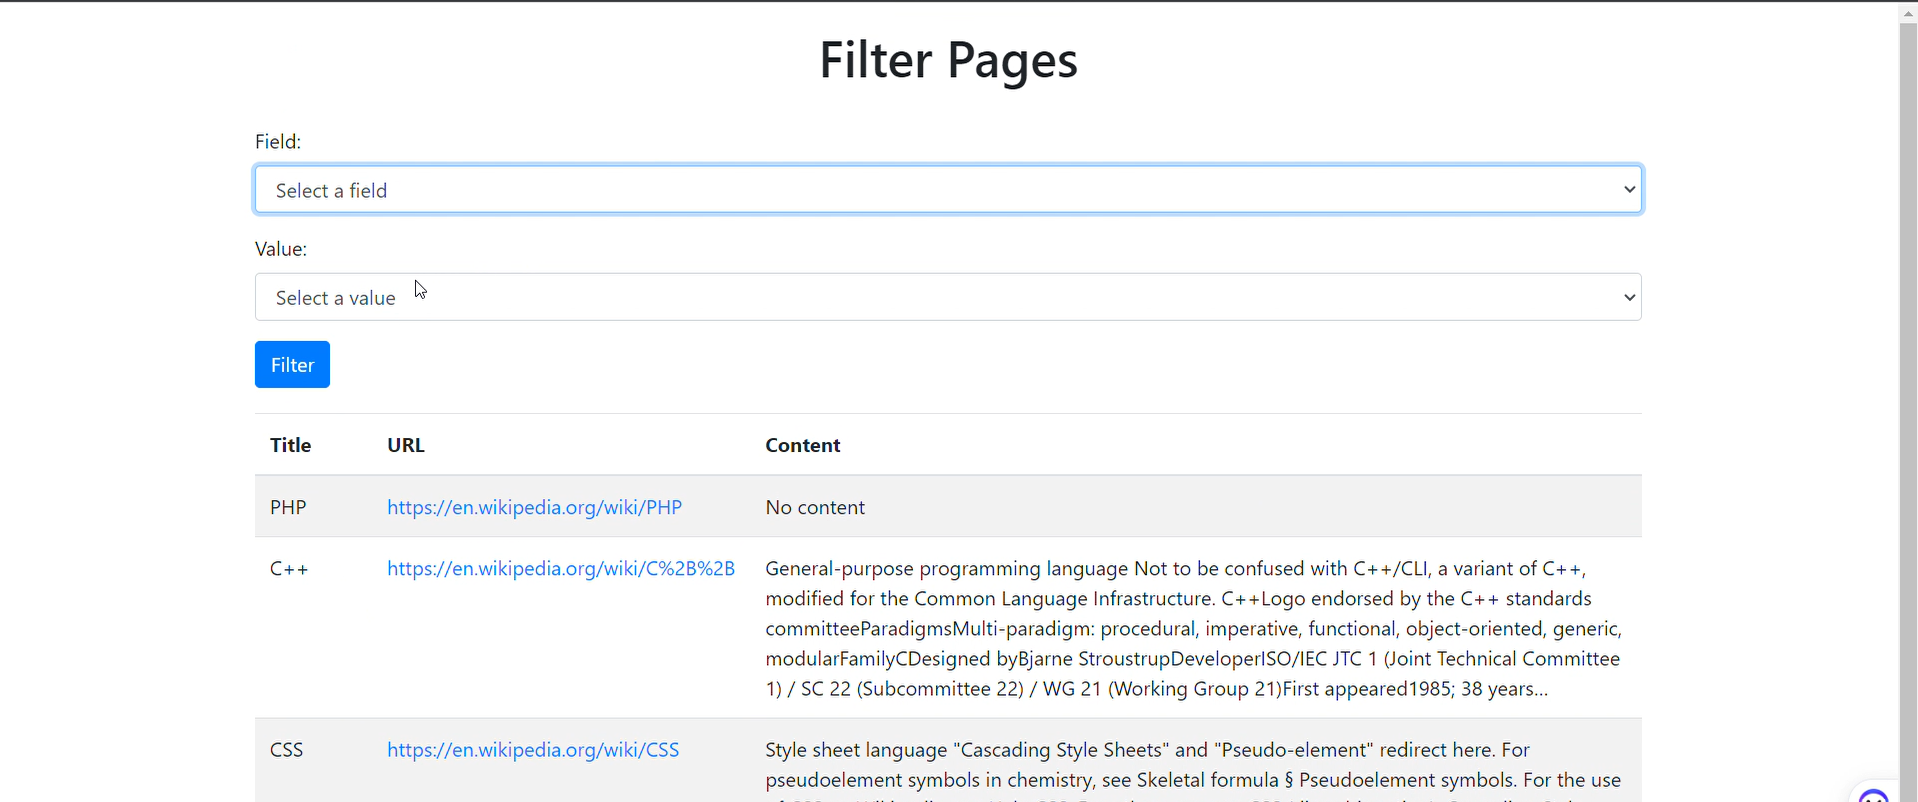 Filter Pages
Field:
Select a field
Value:
Select a value
Filter
Title URL Content
PHP https://en.wikipedia.org/wiki/PHP No content
C++ https://en.wikipedia.org/wiki/C%2B%2B General-purpose programming language Not to be confused with C++/CLI, a variant of C++,
modified for the Common Language Infrastructure. C++Logo endorsed by the C++ standards
committeeParadigmsMulti-paradigm: procedural, imperative, functional, object-oriented, generic,
modularFamilyCDesigned byBjarne StroustrupDeveloperISO/IEC JTC 1 (Joint Technical Committee
1) / SC 22 (Subcommittee 22) / WG 21 (Working Group 21)First appeared1985; 38 years...
CSS https://en.wikipedia.org/wiki/CSS Style sheet language "Cascading Style Sheets" and "Pseudo-element" redirect here. For
pseudoelement symbols in chemistry, see Skeletal formula § Pseudoelement symbols. For the use